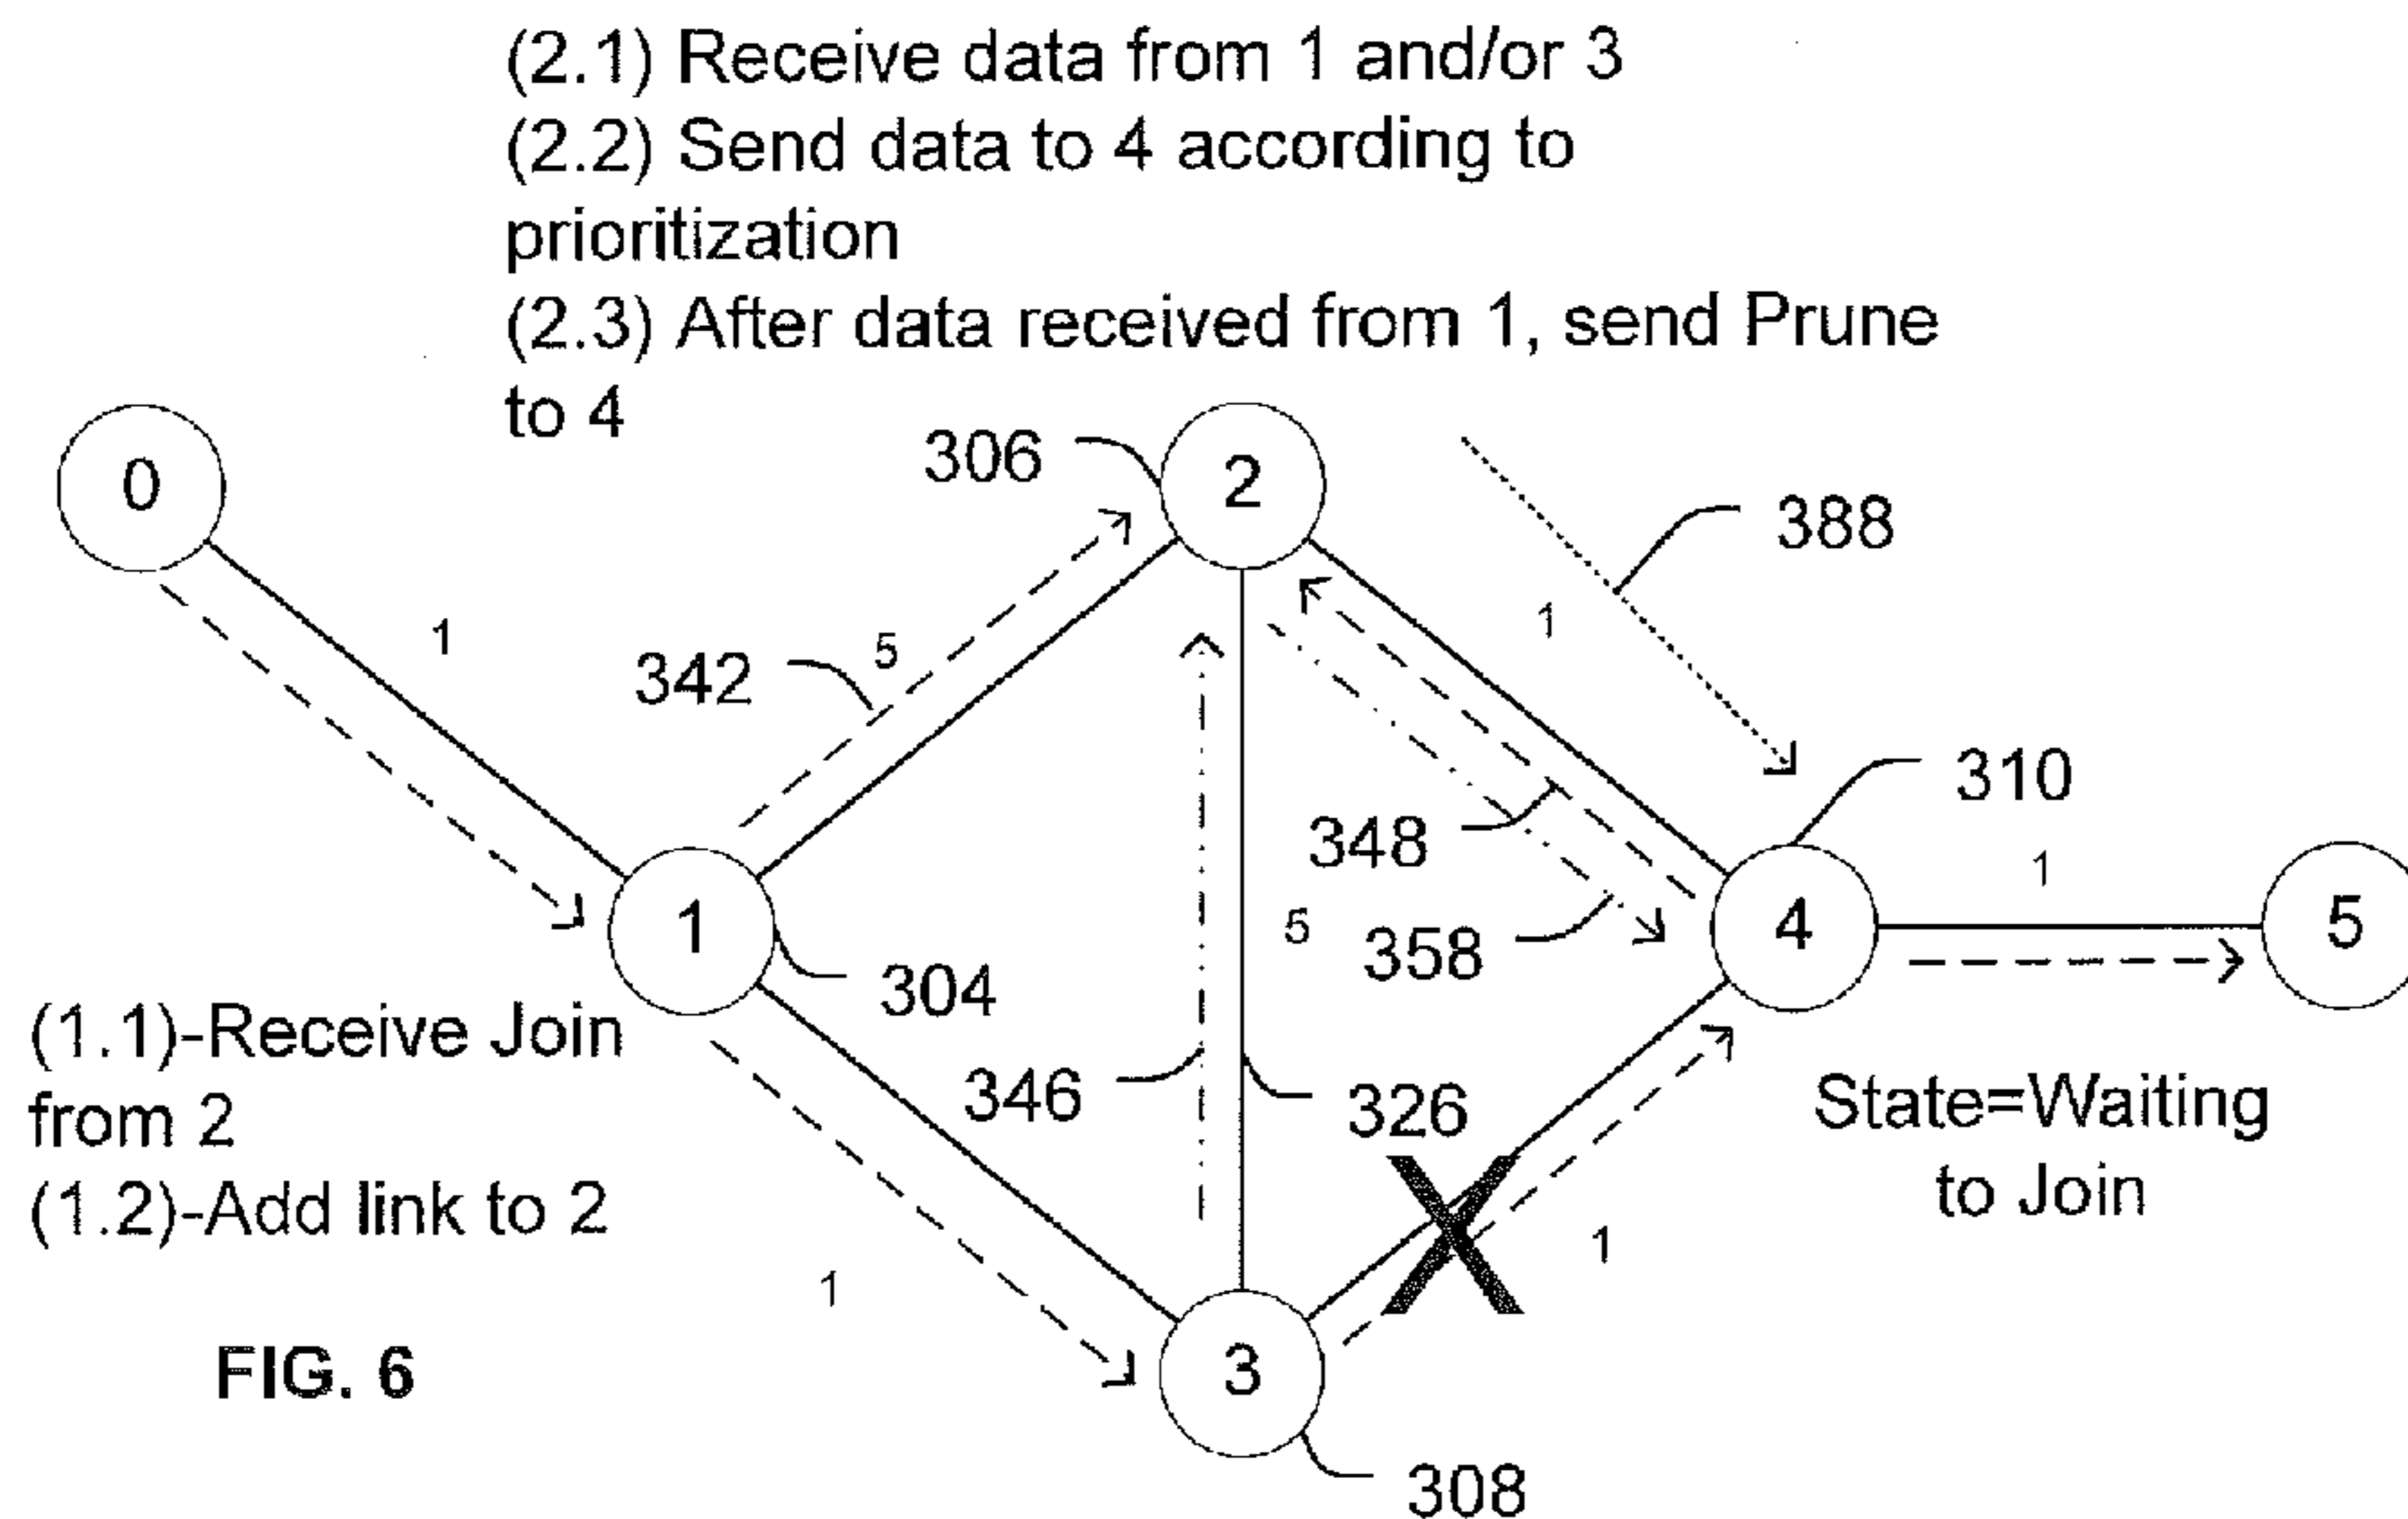 (2.1) Receive data from 1 and/or 3
(2.2) Send data to 4 according to
prioritization
(2.3) After data received from 1, send Prune
to 4
306
2
0
388
1
5
342
1
310
348
1
1
4
5
304
5
358
(1.1)-Receive Join
from 2
(1.2)-Add link to 2
346
326
State=Waiting
to Join
1
1
3
FIG. 6
308